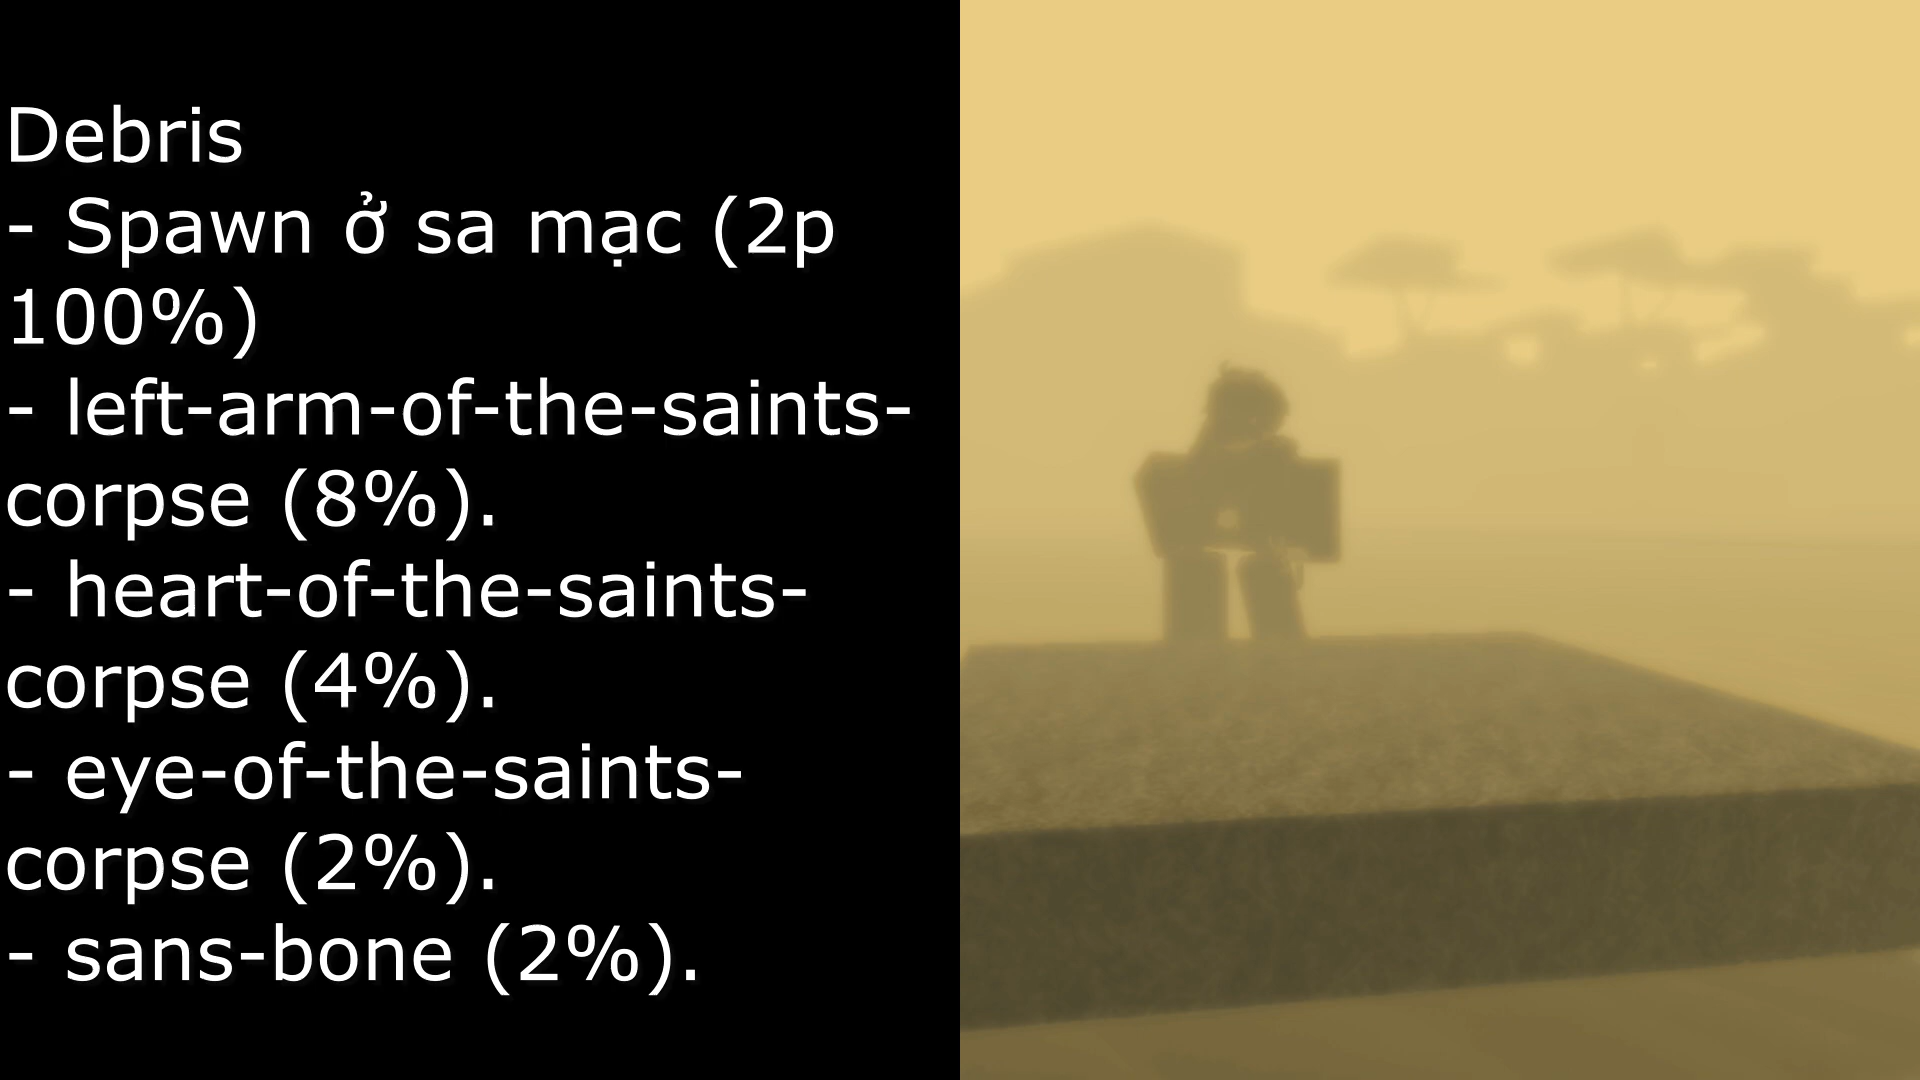 Debris
- Spawn ở sa mạc (2p
100%)
- left-arm-of-the-saints-
corpse (8%).
- heart-of-the-saints-
corpse (4%).
- eye-of-the-saints-
corpse (2%).
- sans-bone (2%).